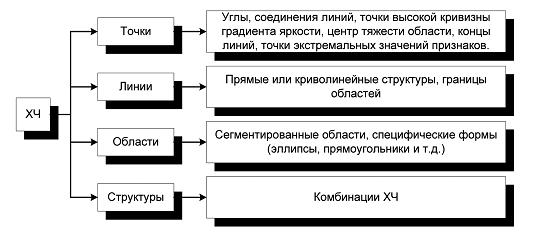 ХЧ
Точки
Углы, соединения линий, точки высокой кривизны
градиента яркости, центр тяжести области, концы
линий, точки экстремальных значений признаков.
Линии
Прямые или криволинейные структуры, границы
областей
Области
Сегментированные области, специфические формы
(эллипсы, прямоугольники и т.д.)
Структуры
Комбинации ХЧ